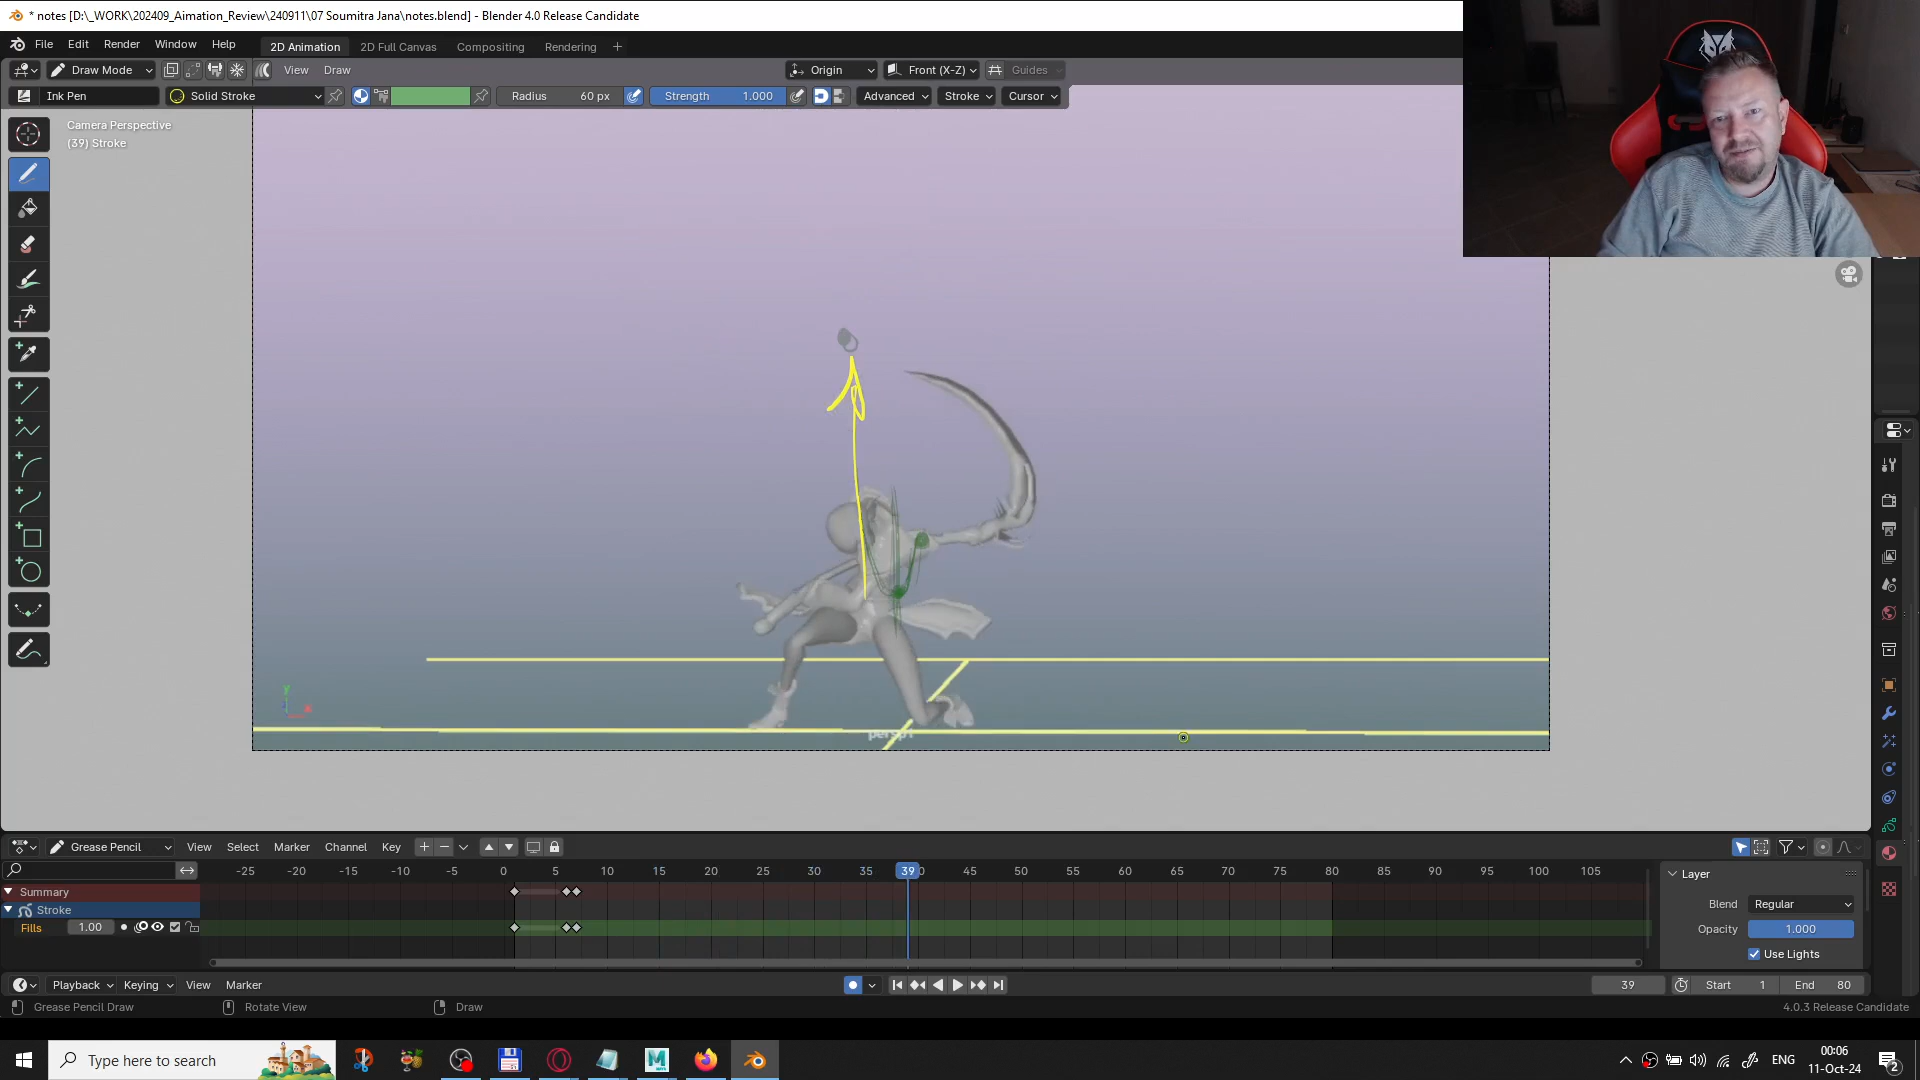 * notes [D:\_WORK\202409_Aimation_Review\240911\07 Soumitra Jana\notes.blend] - Blender 4.0 Release Candidate
File Edit Render Window Help 2D Animation 2D Full Canvas Compositing Rendering +
Draw Mode View Draw Origin Front (X-Z) Guides
Ink Pen Solid Stroke Radius 60 px Strength 1.000 Advanced Stroke Cursor
Camera Perspective
(39) Stroke
Grease Pencil View Select Marker Channel Key
-25 -20 -15 -10 -5 0 5 10 15 20 25 30 35 39 0 45 50 55 60 65 70 75 80 85 90 95 100 105
Summary
Stroke
Fills 1.00
Layer
Blend Regular
Opacity 1.000
Use Lights
Playback Keying View Marker 39 Start 1 End 80
Grease Pencil Draw Rotate View Draw 4.0.3 Release Candidate
Type here to search
ENG
00:06
11-Oct-24
2